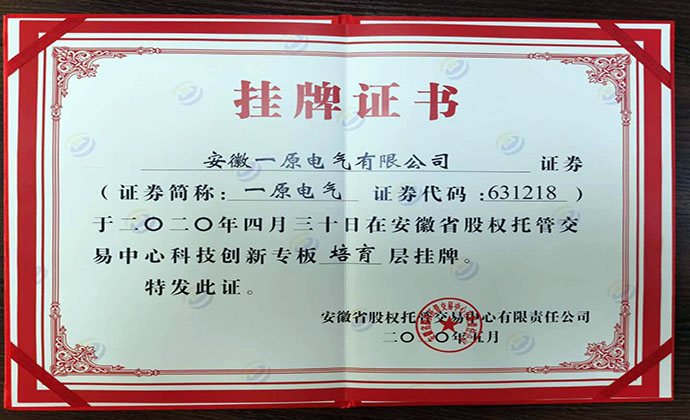 挂牌证书
安徽一原电气有限公司 证券
（证券简称：一原电气 证券代码：631218）
于二〇二〇年四月三十日在安徽省股权托管交
易中心科技创新专板培育层挂牌。
特发此证。
安徽省股权托管交易中心有限责任公司
二〇二〇年五月